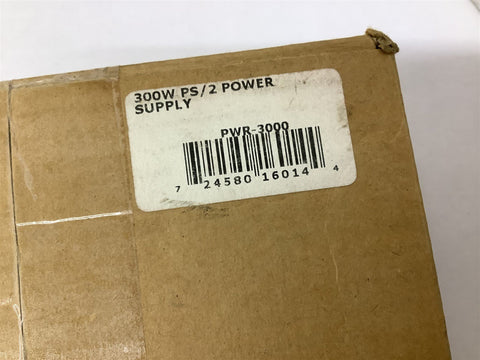 300W PS/2 POWER
SUPPLY
PWR-3000
7 24580 16014 4